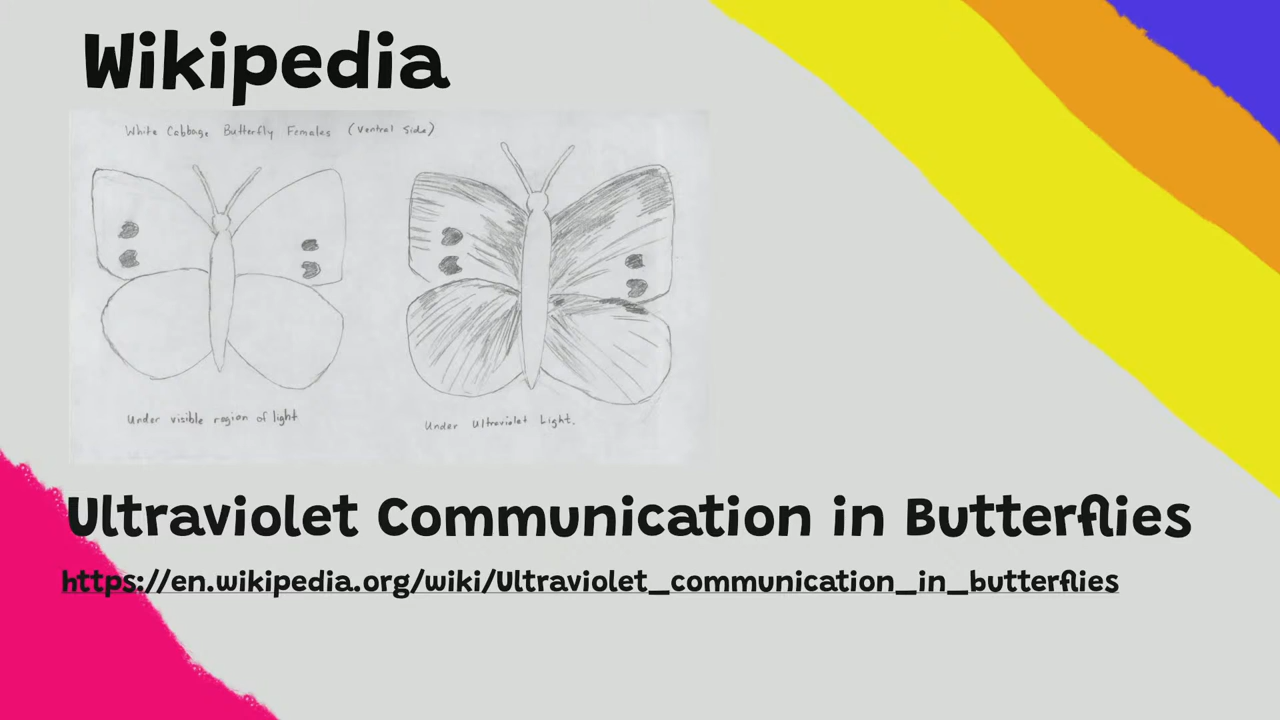 Wikipedia
White Cabbage Butterfly Females (Ventral Side)
Under visible region of light
Under Ultraviolet Light.
Ultraviolet Communication in Butterflies
https://en.wikipedia.org/wiki/Ultraviolet_communication_in_butterflies